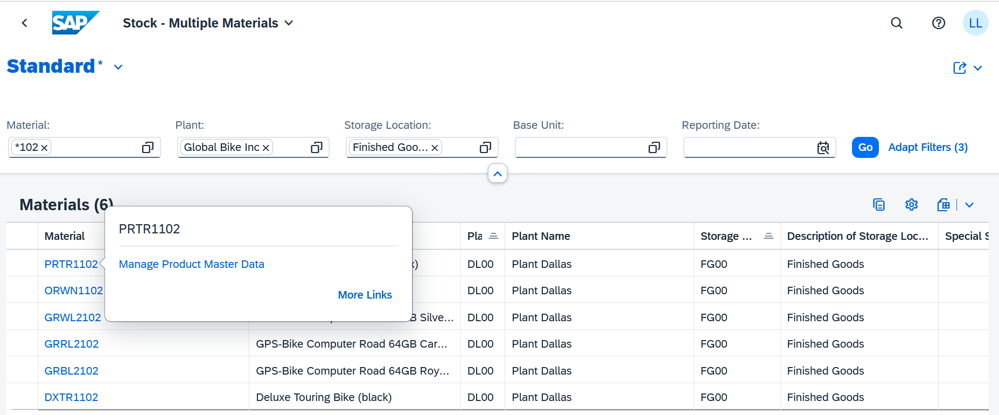 SAP Stock - Multiple Materials LL
Standard *
Material: Plant: Storage Location: Base Unit: Reporting Date:
*102 Global Bike Inc Finished Goo... Go Adapt Filters (3)
Materials (6)
Material Pla Plant Name Storage ... Description of Storage Loc... Special S
PRTR1102
PRTR1102 Manage Product Master Data k) DL00 Plant Dallas FG00 Finished Goods
ORWN1102 DL00 Plant Dallas FG00 Finished Goods
More Links
GRWL2102 B Silve... DL00 Plant Dallas FG00 Finished Goods
GRRL2102 GPS-Bike Computer Road 64GB Car... DL00 Plant Dallas FG00 Finished Goods
GRBL2102 GPS-Bike Computer Road 64GB Roy... DL00 Plant Dallas FG00 Finished Goods
DXTR1102 Deluxe Touring Bike (black) DL00 Plant Dallas FG00 Finished Goods